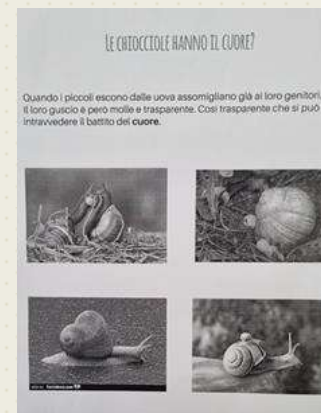 LE CHIOCCIOLE HANNO IL CUORE?
Quando i piccoli escono dalle uova assomigliano già ai loro genitori.
Il loro guscio è però molle e trasparente. Così trasparente che si può
intravvedere il battito del cuore.